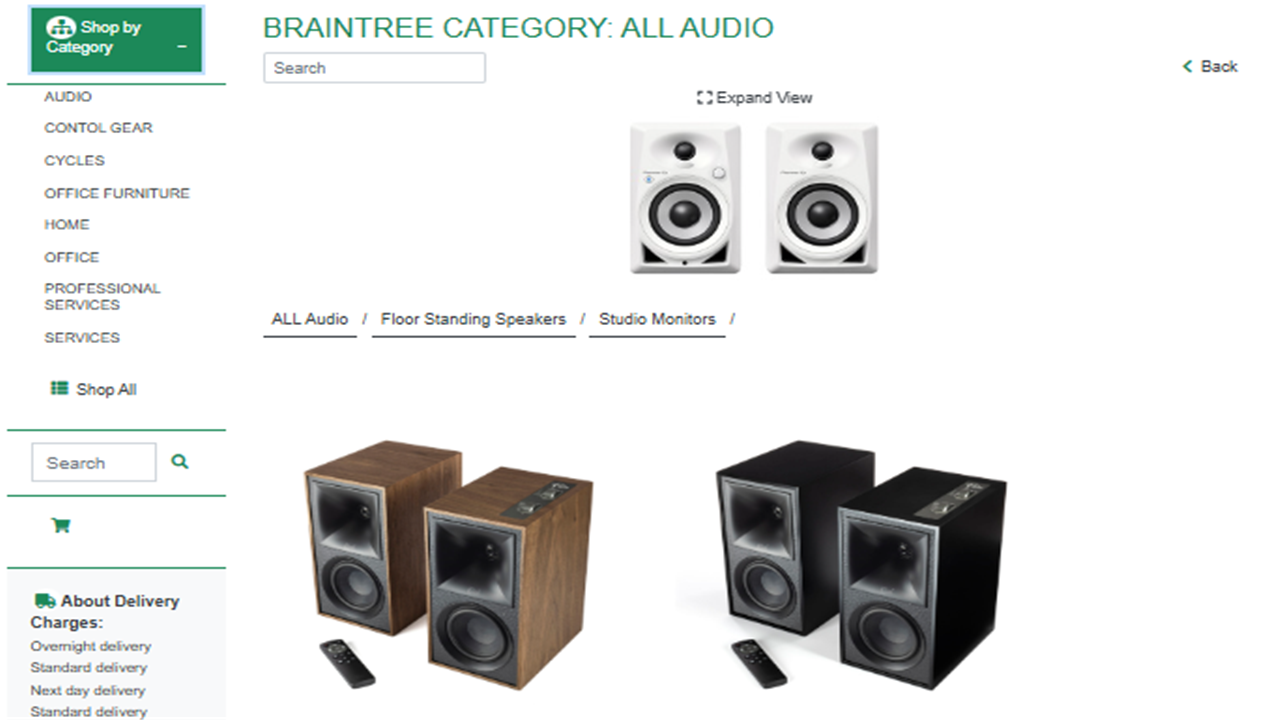 Shop by
Category –
AUDIO
CONTOL GEAR
CYCLES
OFFICE FURNITURE
HOME
OFFICE
PROFESSIONAL
SERVICES
SERVICES
Shop All
Search
About Delivery
Charges:
Overnight delivery
Standard delivery
Next day delivery
Standard delivery
BRAINTREE CATEGORY: ALL AUDIO
Search
Back
Expand View
ALL Audio / Floor Standing Speakers / Studio Monitors /